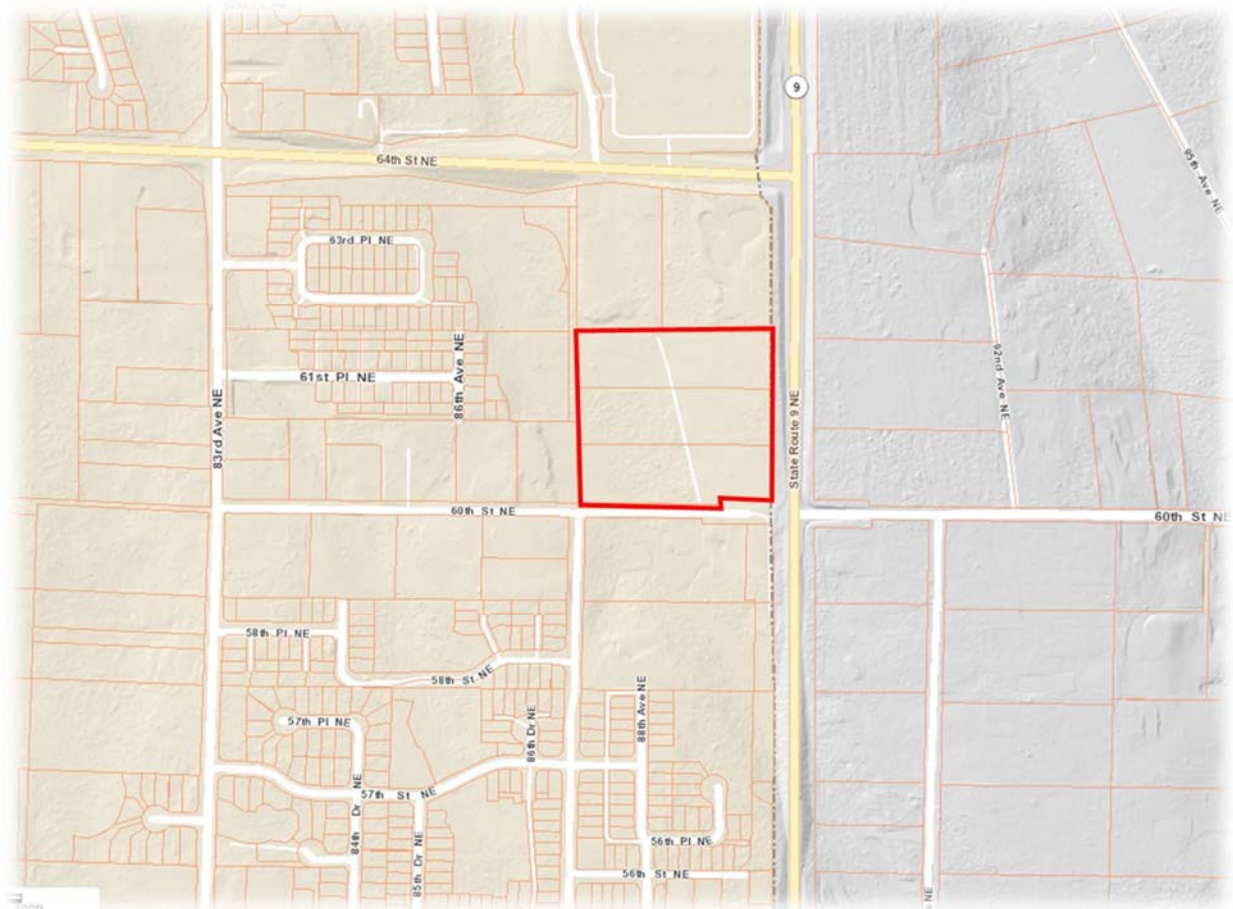 9
64th St NE
95th Ave NE
63rd Pl NE
92nd Ave NE
61st Pl NE
86th Ave NE
83rd Ave NE
State Route 9 NE
60th St NE
60th St NE
58th Pl NE
58th St NE
57th Pl NE
86th Dr NE
88th Ave NE
57th St NE
84th Dr NE
85th Dr NE
56th Pl NE
56th St NE
NE